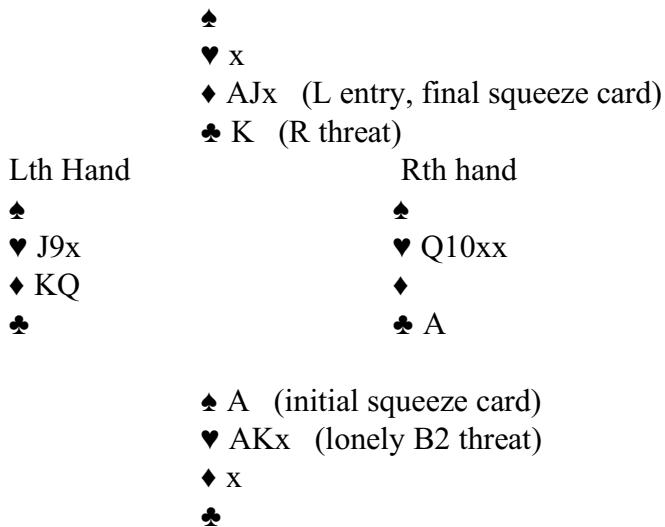 ♠
♥ x
♦ AJx (L entry, final squeeze card)
♣ K (R threat)
Lth Hand Rth hand
♠ ♠
♥ J9x ♥ Q10xx
♦ KQ ♦
♣ ♣ A
♠ A (initial squeeze card)
♥ AKx (lonely B2 threat)
♦ x
♣